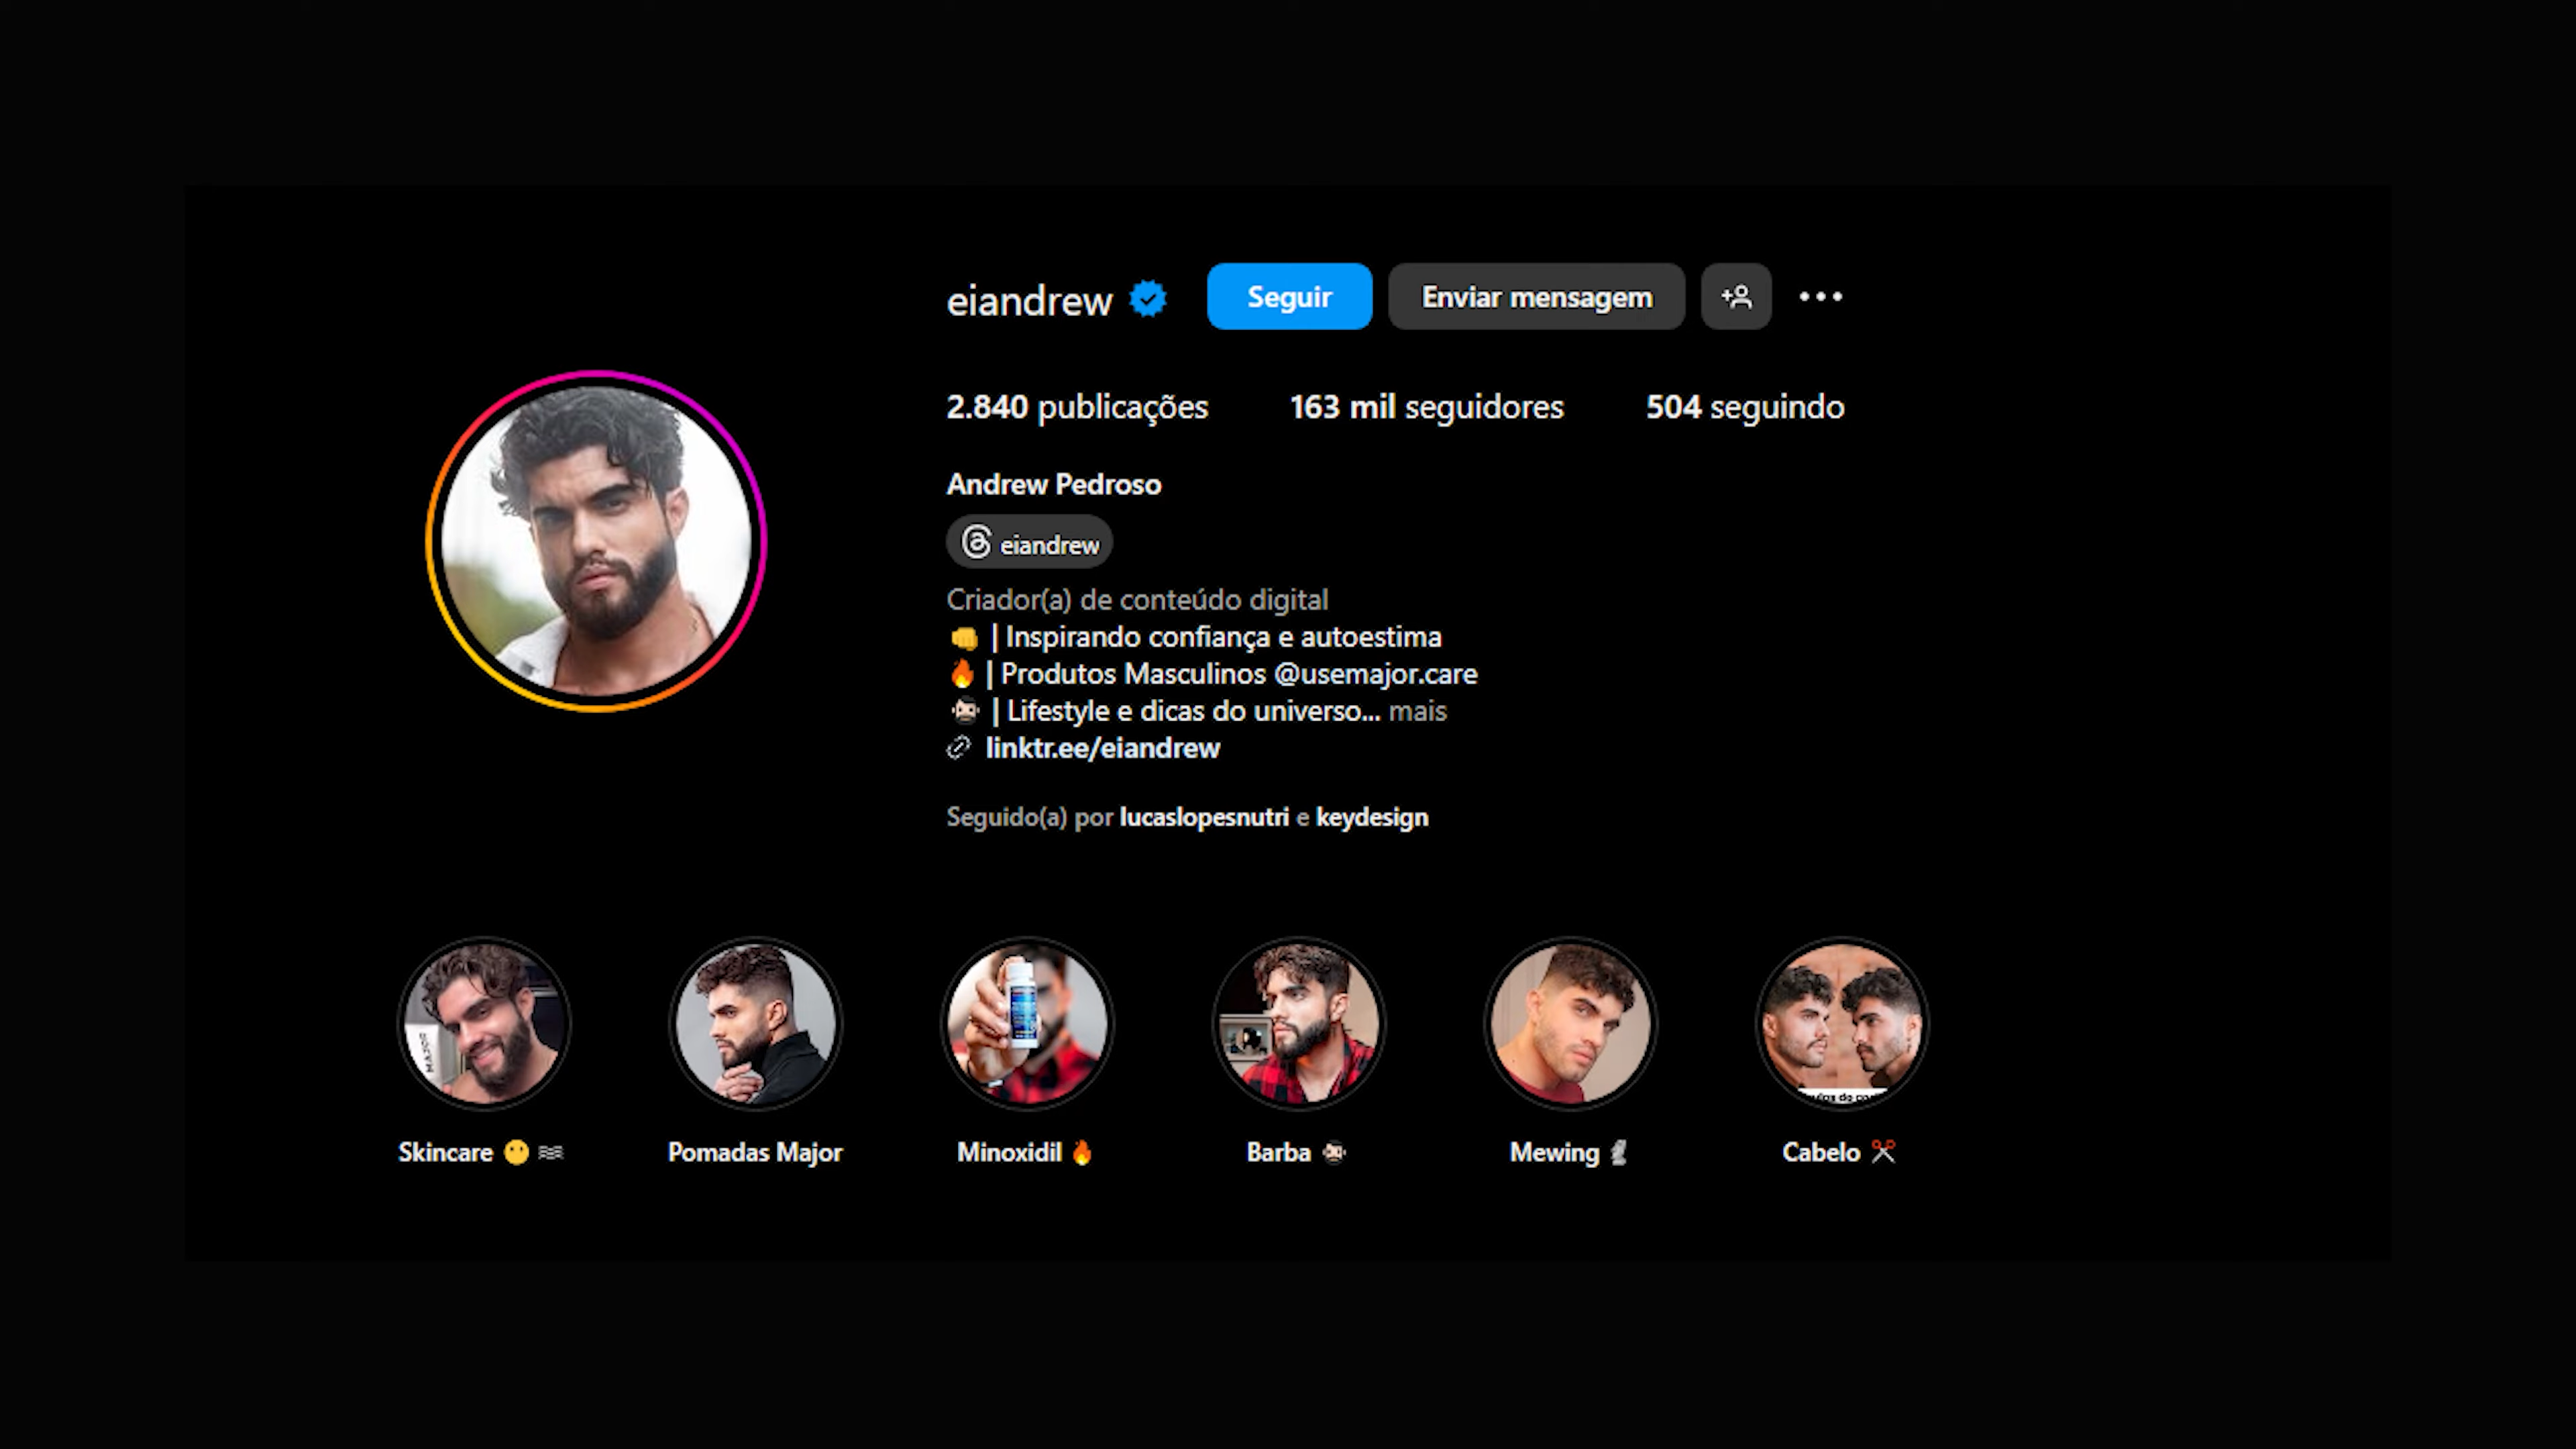 eiandrew
Seguir
Enviar mensagem
2.840 publicações
163 mil seguidores
504 seguindo
Andrew Pedroso
eiandrew
Criador(a) de conteúdo digital
👊 | Inspirando confiança e autoestima
🔥 | Produtos Masculinos @usemajor.care
🧔🏻 | Lifestyle e dicas do universo... mais
linktr.ee/eiandrew
Seguido(a) por lucaslopesnutri e keydesign
MAJOR
Skincare 😶‍🌫️
Pomadas Major
Minoxidil 🔥
Barba 🧔🏻
Mewing 🗿
Cabelo ✂️